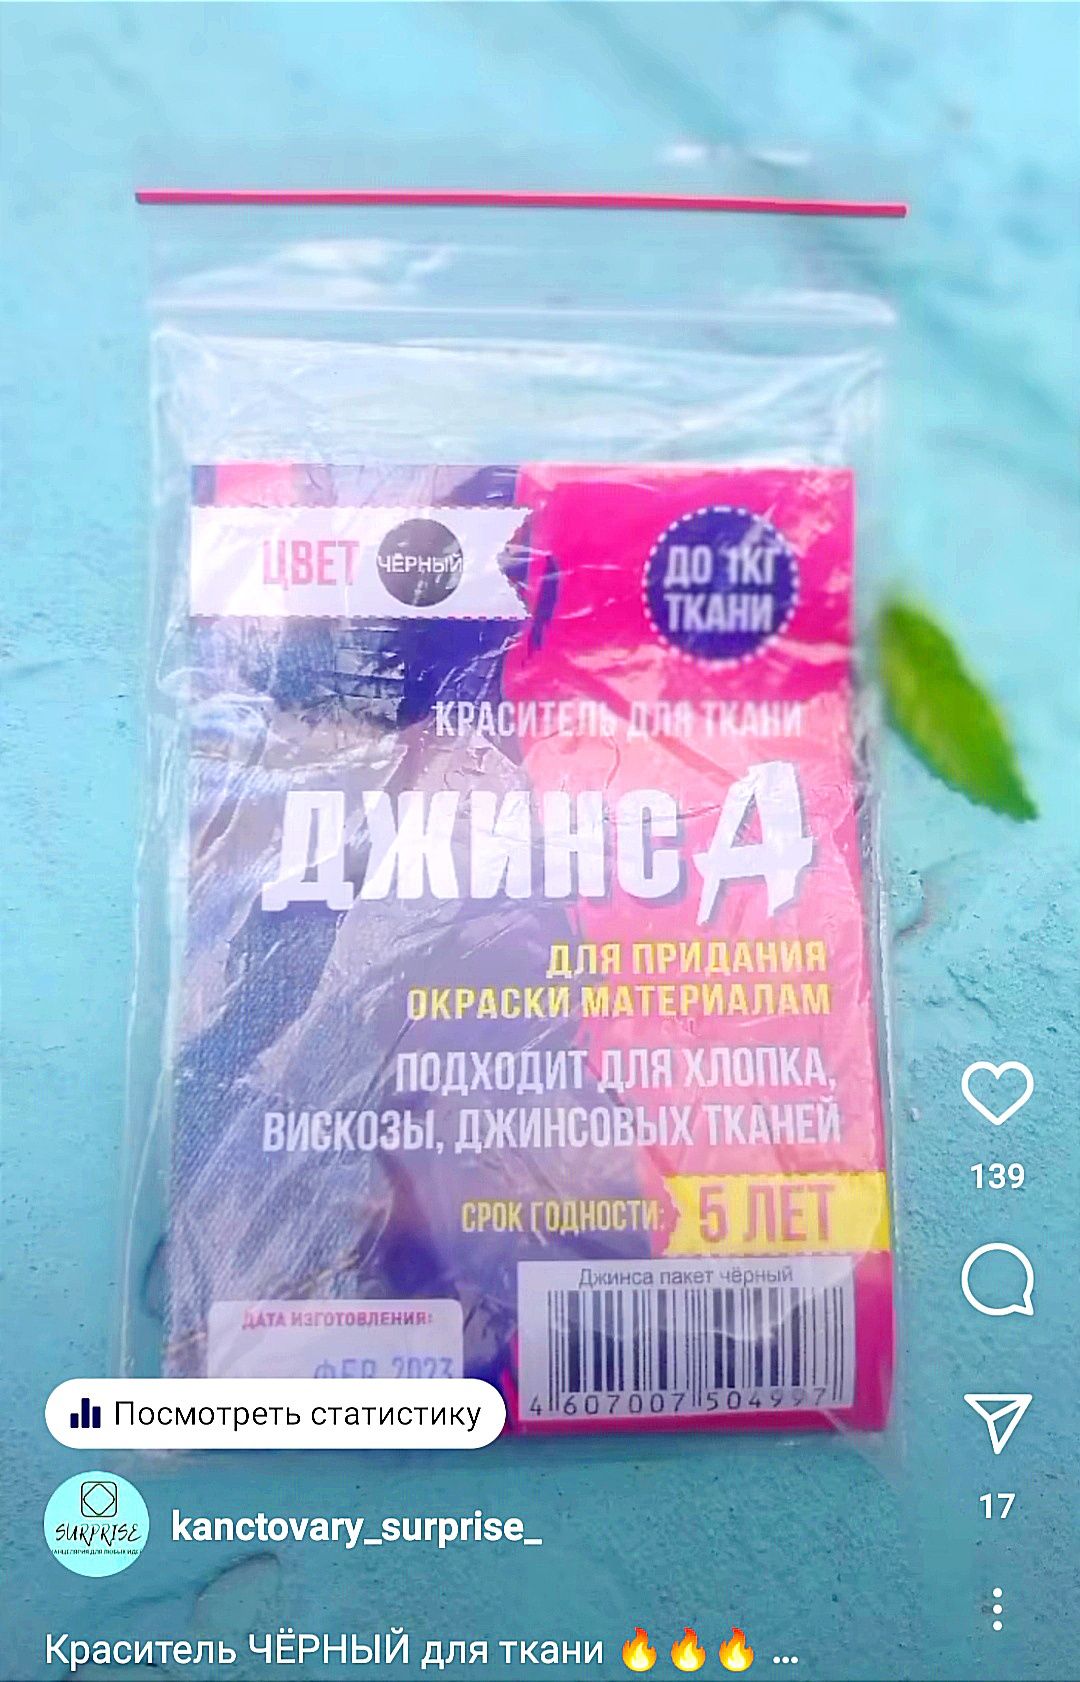 ЦВЕТ ЧЁРНЫЙ
ДО 1КГ
ТКАНИ
КРАСИТЕЛЬ ДЛЯ ТКАНИ
ДЖИНСА
ДЛЯ ПРИДАНИЯ
ОКРАСКИ МАТЕРИАЛАМ
ПОДХОДИТ ДЛЯ ХЛОПКА,
ВИСКОЗЫ, ДЖИНСОВЫХ ТКАНЕЙ
СРОК ГОДНОСТИ: 5 ЛЕТ
Джинса пакет чёрный
4 607007 504997
ДАТА ИЗГОТОВЛЕНИЯ:
ФЕВ 2023
139
Посмотреть статистику
17
SURPRISE
kanctovary_surprise_
Краситель ЧЁРНЫЙ для ткани 🔥🔥🔥 ...